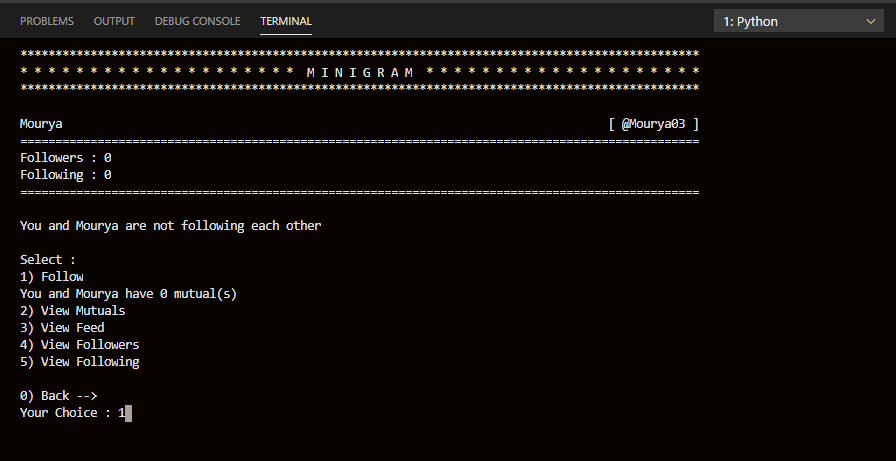 PROBLEMS OUTPUT DEBUG CONSOLE TERMINAL 1: Python
*************************************************************************************************
* * * * * * * * * * * * * * * * * * * * M I N I G R A M * * * * * * * * * * * * * * * * * * * *
*************************************************************************************************
Mourya [ @Mourya03 ]
=================================================================================================
Followers : 0
Following : 0
=================================================================================================
You and Mourya are not following each other
Select :
1) Follow
You and Mourya have 0 mutual(s)
2) View Mutuals
3) View Feed
4) View Followers
5) View Following
0) Back -->
Your Choice : 1